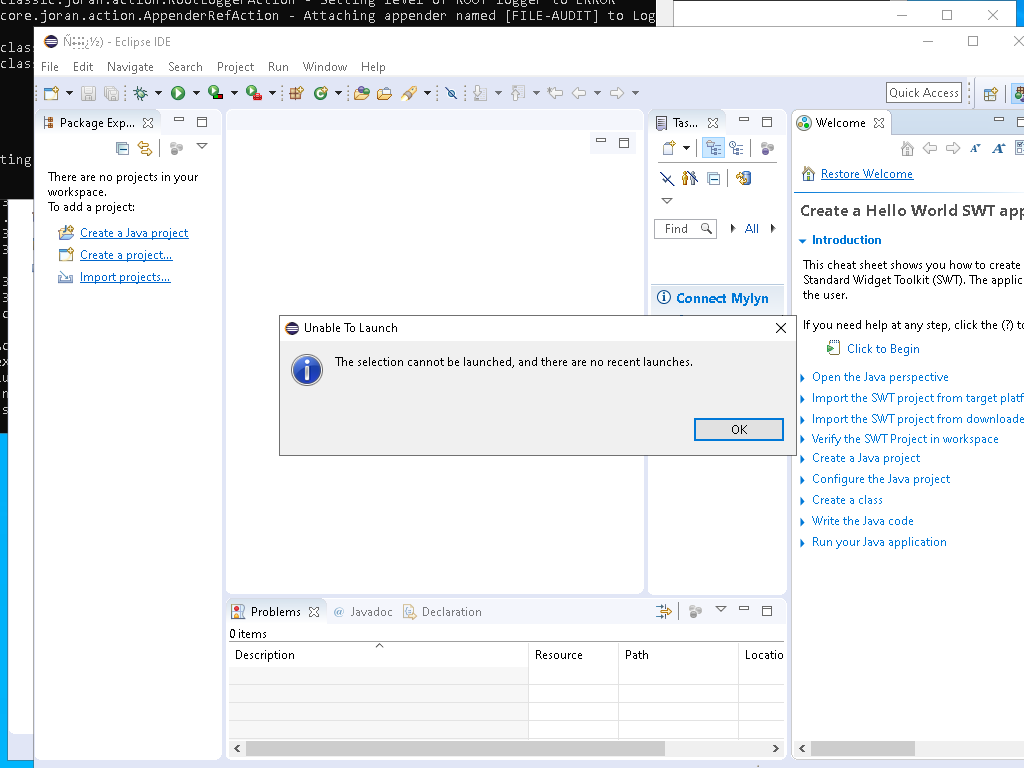 classic.joran.action.RootLoggerAction - Setting level of ROOT logger to ERROR
core.joran.action.AppenderRefAction - Attaching appender named [FILE-AUDIT] to Log
- Eclipse IDE
File Edit Navigate Search Project Run Window Help
Quick Access
Package Exp...
There are no projects in your
workspace.
To add a project:
Create a Java project
Create a project...
Import projects...
Tas...
Find
All
Connect Mylyn
Welcome
Restore Welcome
Create a Hello World SWT app
Introduction
This cheat sheet shows you how to create
Standard Widget Toolkit (SWT). The applic
the user.
If you need help at any step, click the (?) to
Click to Begin
Open the Java perspective
Import the SWT project from target platf
Import the SWT project from downloade
Verify the SWT Project in workspace
Create a Java project
Configure the Java project
Create a class
Write the Java code
Run your Java application
Unable To Launch
The selection cannot be launched, and there are no recent launches.
OK
Problems
@ Javadoc
Declaration
0 items
Description Resource Path Locatio